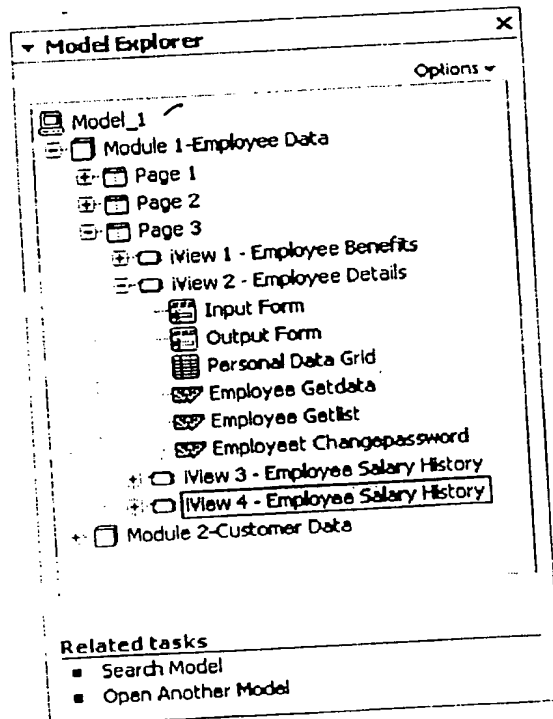 Model Explorer
Options
Model_1
Module 1-Employee Data
Page 1
Page 2
Page 3
iView 1 - Employee Benefits
iView 2 - Employee Details
Input Form
Output Form
Personal Data Grid
Employee Getdata
Employee Getlist
Employeet Changepassword
iView 3 - Employee Salary History
iView 4 - Employee Salary History
Module 2-Customer Data
Related tasks
Search Model
Open Another Model